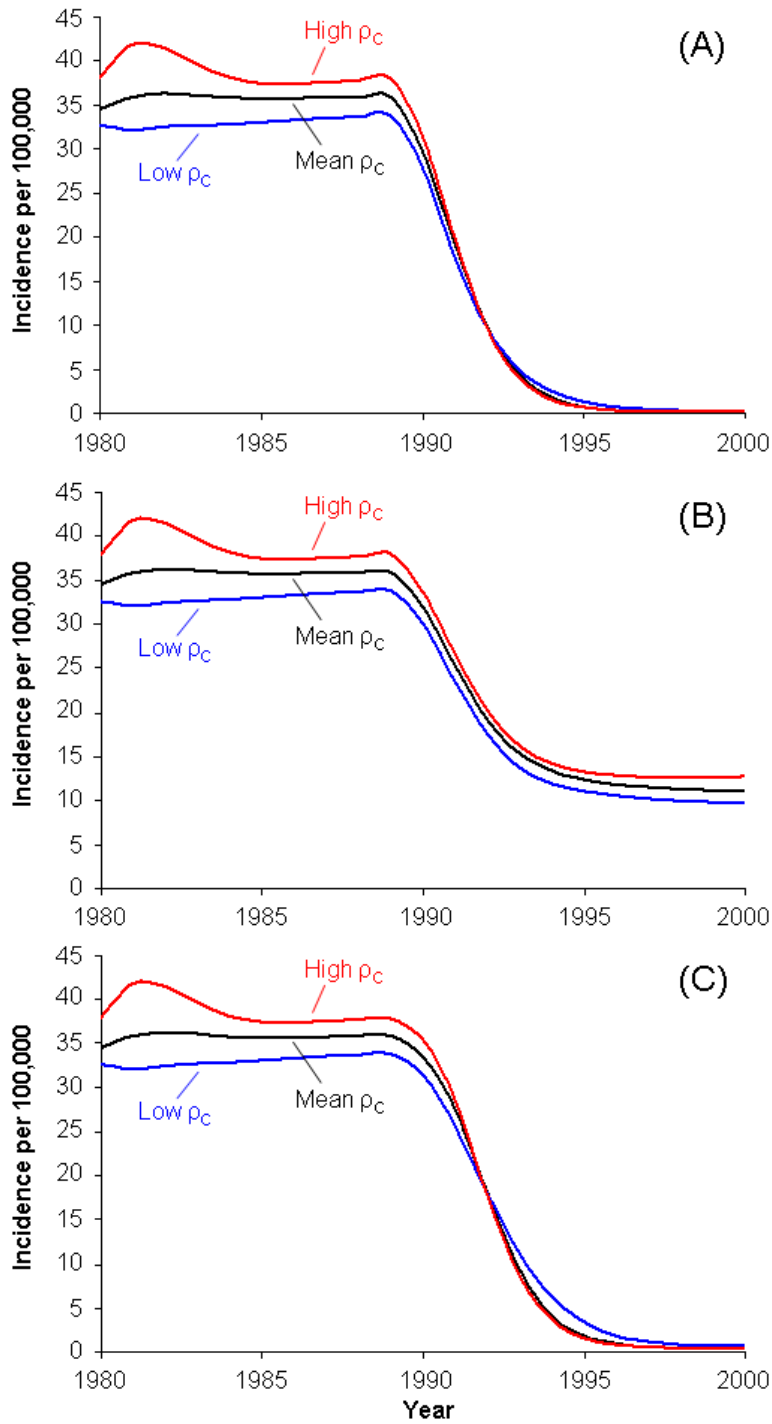 (A)
Incidence per 100,000
45
40
35
30
25
20
15
10
5
0
High ρC
Mean ρC
Low ρC
1980 1985 1990 1995 2000
(B)
Incidence per 100,000
45
40
35
30
25
20
15
10
5
0
High ρC
Mean ρC
Low ρC
1980 1985 1990 1995 2000
(C)
Incidence per 100,000
45
40
35
30
25
20
15
10
5
0
High ρC
Mean ρC
Low ρC
1980 1985 1990 1995 2000
Year